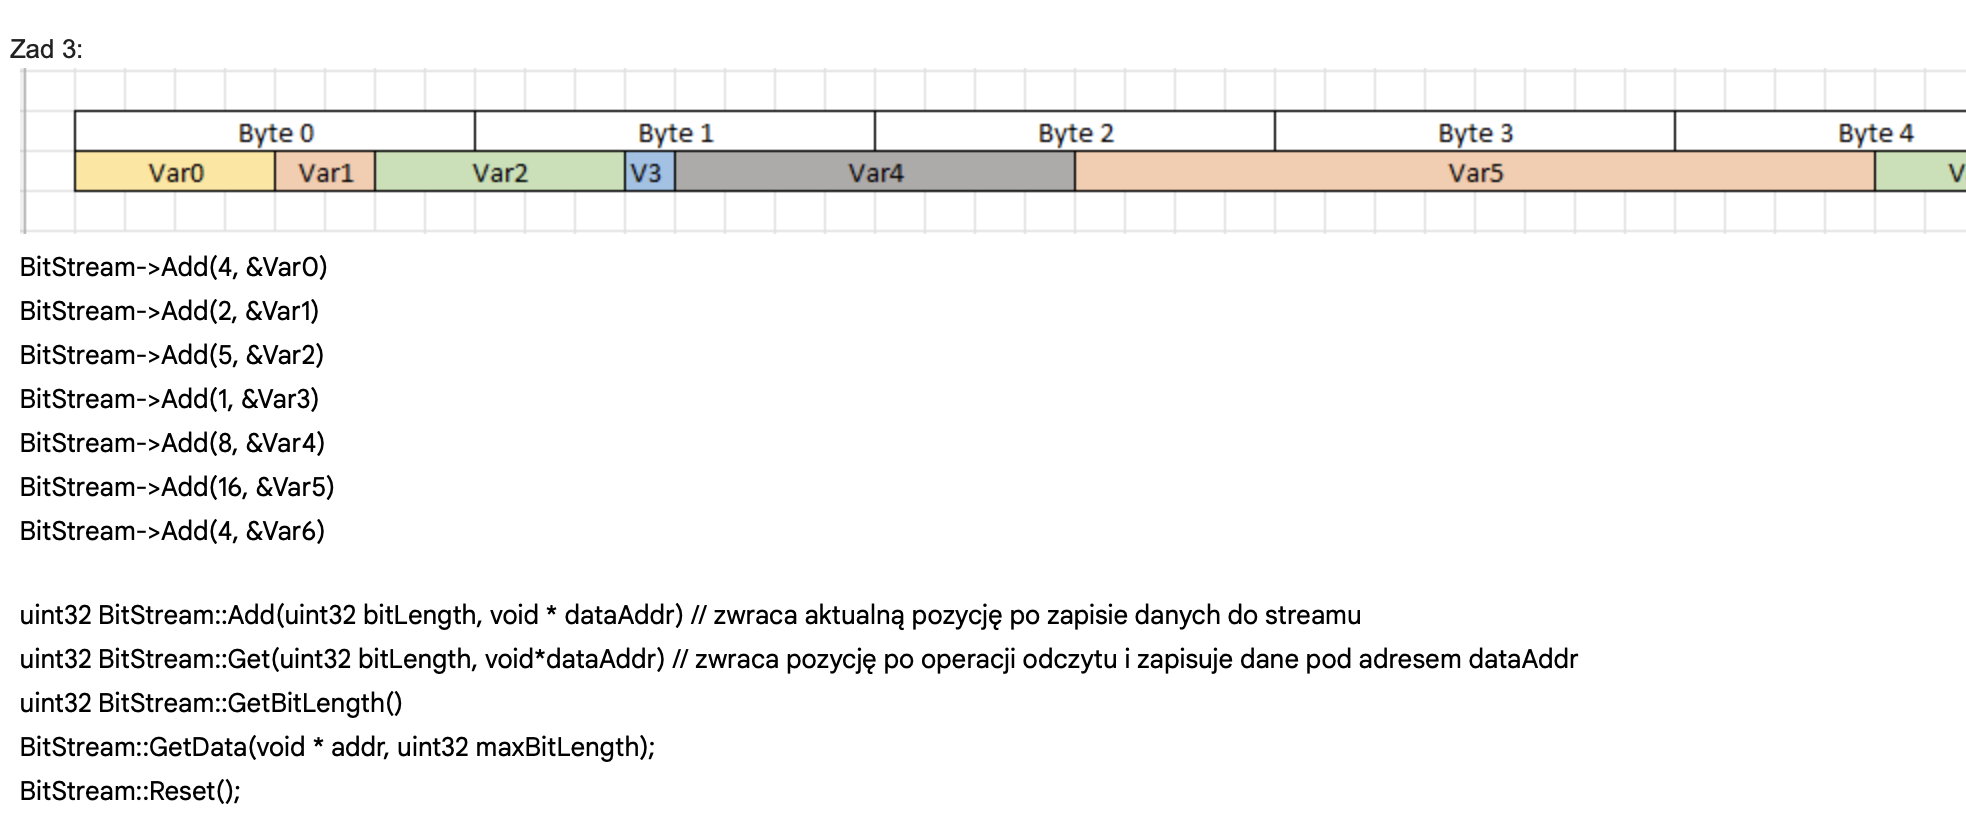 Zad 3:
Byte 0 Byte 1 Byte 2 Byte 3 Byte 4
Var0 Var1 Var2 V3 Var4 Var5 V
BitStream->Add(4, &Var0)
BitStream->Add(2, &Var1)
BitStream->Add(5, &Var2)
BitStream->Add(1, &Var3)
BitStream->Add(8, &Var4)
BitStream->Add(16, &Var5)
BitStream->Add(4, &Var6)
uint32 BitStream::Add(uint32 bitLength, void * dataAddr) // zwraca aktualną pozycję po zapisie danych do streamu
uint32 BitStream::Get(uint32 bitLength, void*dataAddr) // zwraca pozycję po operacji odczytu i zapisuje dane pod adresem dataAddr
uint32 BitStream::GetBitLength()
BitStream::GetData(void * addr, uint32 maxBitLength);
BitStream::Reset();